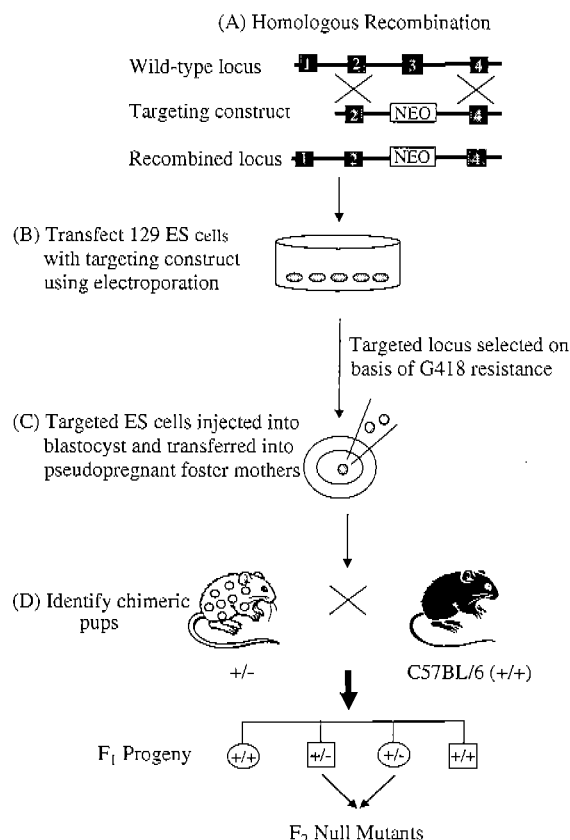 (A) Homologous Recombination
Wild-type locus 1 2 3 4
Targeting construct 2 NEO 4
Recombined locus 1 2 NEO 4
(B) Transfect 129 ES cells
with targeting construct
using electroporation
Targeted locus selected on
basis of G418 resistance
(C) Targeted ES cells injected into
blastocyst and transferred into
pseudopregnant foster mothers
(D) Identify chimeric
pups
+/- C57BL/6 (+/+)
F1 Progeny +/+ +/- +/- +/+
F2 Null Mutants